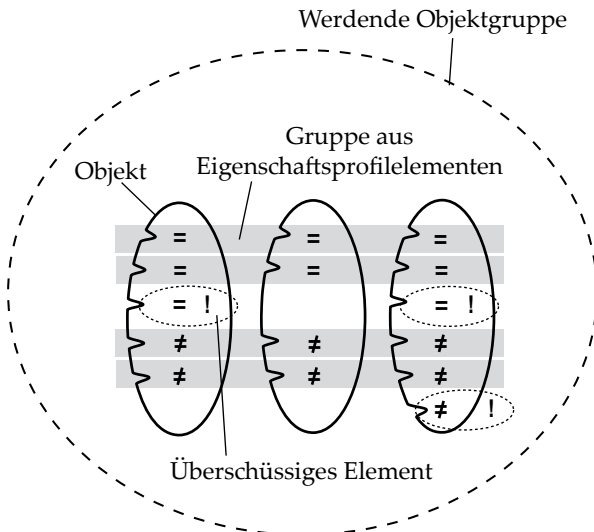 Werdende Objektgruppe
Gruppe aus
Objekt
Eigenschaftsprofilelementen
= = =
= = =
= ! = !
≠ ≠ ≠
≠ ≠ ≠
≠ !
Überschüssiges Element